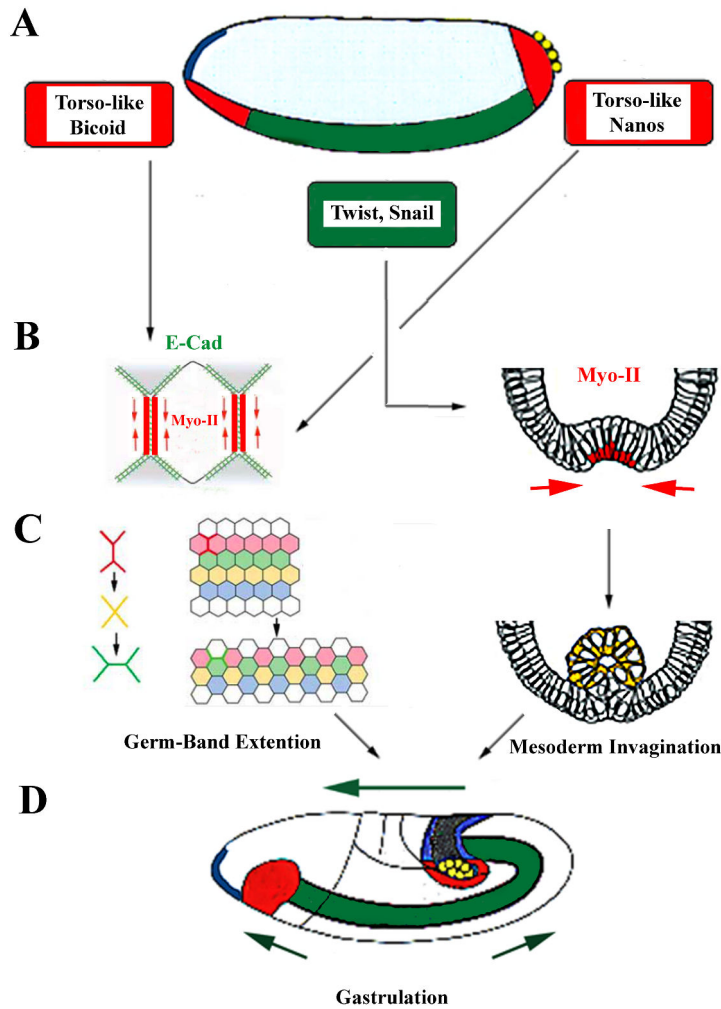 A
Torso-like
Bicoid
Torso-like
Nanos
Twist, Snail
B
E-Cad
Myo-II
Myo-II
C
Germ-Band Extention
Mesoderm Invagination
D
Gastrulation